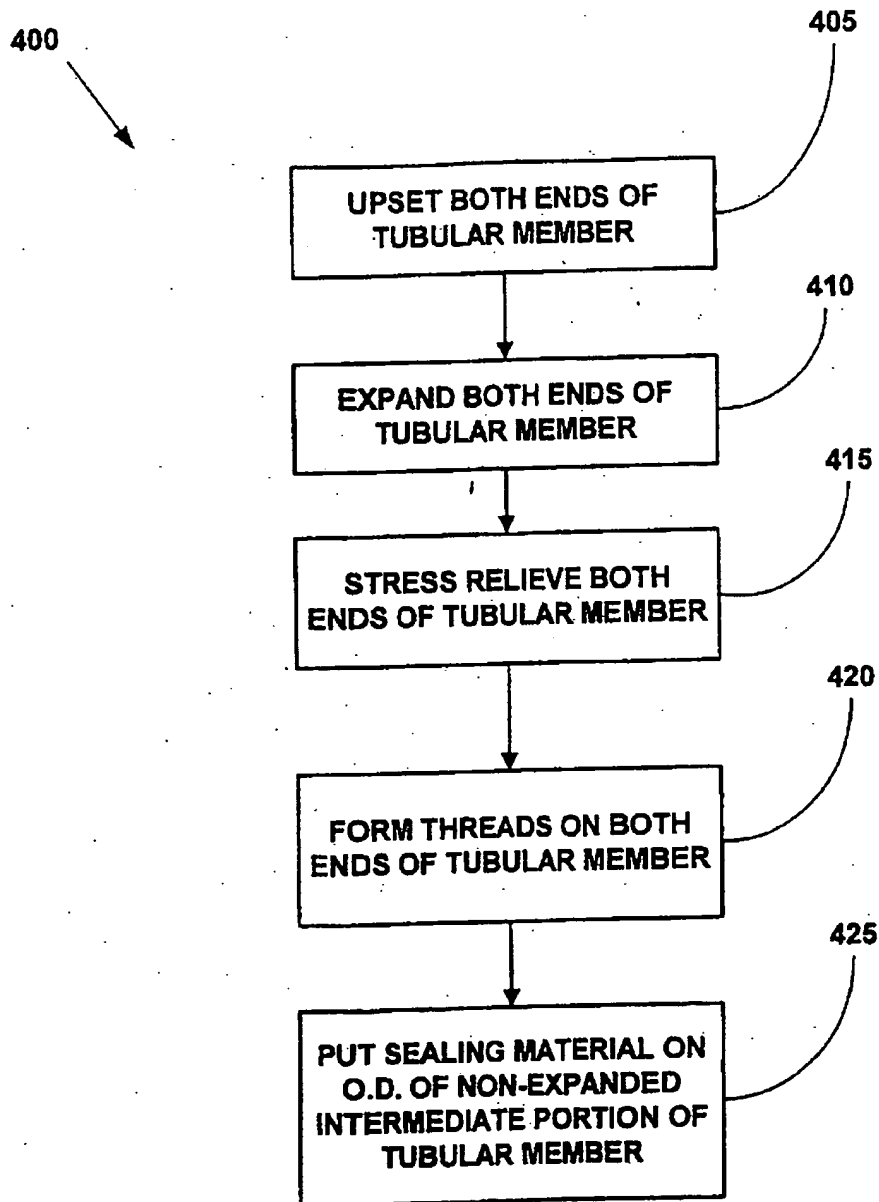 400
405
UPSET BOTH ENDS OF
TUBULAR MEMBER
410
EXPAND BOTH ENDS OF
TUBULAR MEMBER
415
STRESS RELIEVE BOTH
ENDS OF TUBULAR MEMBER
420
FORM THREADS ON BOTH
ENDS OF TUBULAR MEMBER
425
PUT SEALING MATERIAL ON
O.D. OF NON-EXPANDED
INTERMEDIATE PORTION OF
TUBULAR MEMBER